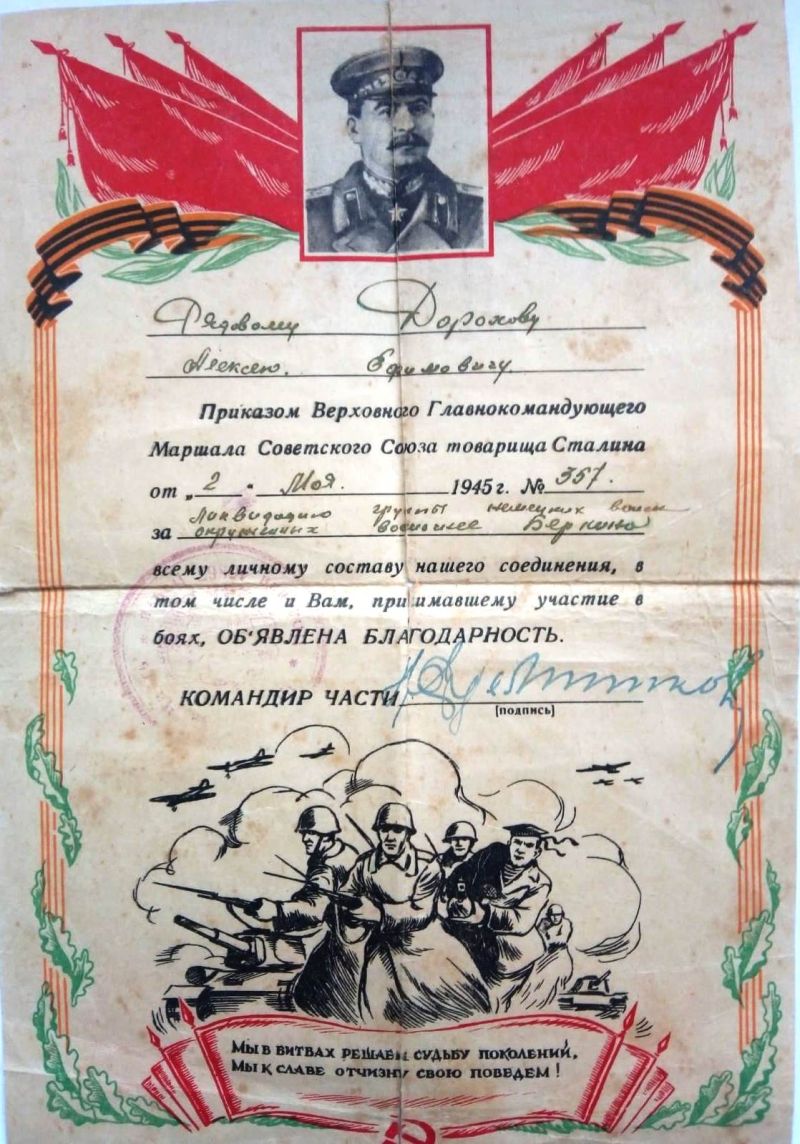 Рядовому Дорохову
Алексею Ефимовичу
Приказом Верховного Главнокомандующего
Маршала Советского Союза товарища Сталина
от „2" Мая 1945 г. № 357.
ликвидацию группы немецких войск
за окруженных Берлина
всему личному составу нашего соединения, в
том числе и Вам, принимавшему участие в
боях, ОБ'ЯВЛЕНА БЛАГОДАРНОСТЬ.
КОМАНДИР ЧАСТИ
[подпись]
МЫ В БИТВАХ РЕШАЕМ СУДЬБУ ПОКОЛЕНИЙ,
МЫ К СЛАВЕ ОТЧИЗНУ СВОЮ ПОВЕДЕМ!